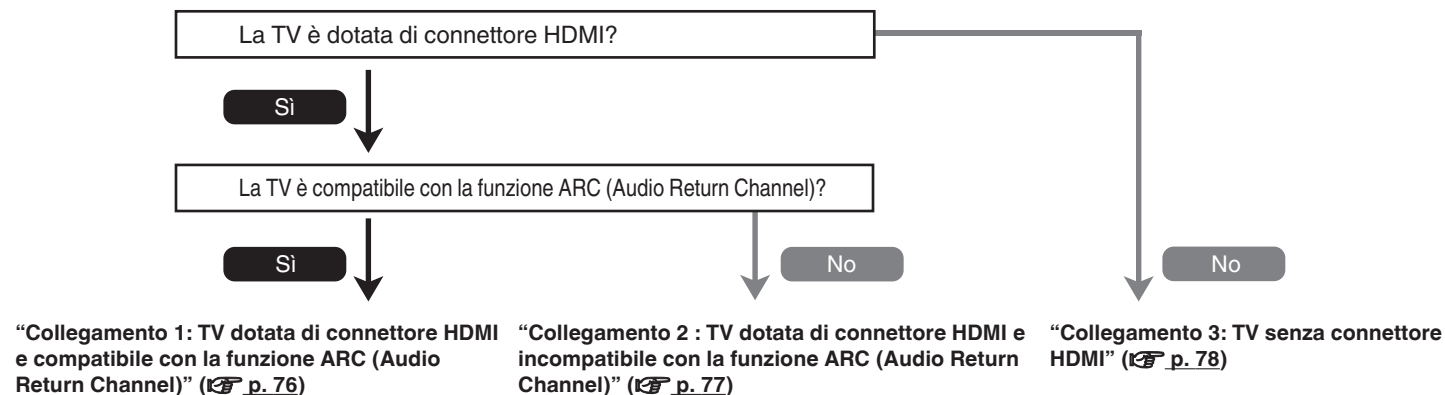 La TV è dotata di connettore HDMI?
Sì
La TV è compatibile con la funzione ARC (Audio Return Channel)?
Sì
No
No
“Collegamento 1: TV dotata di connettore HDMI
e compatibile con la funzione ARC (Audio
Return Channel)” (☞ p. 76)
“Collegamento 2 : TV dotata di connettore HDMI e
incompatibile con la funzione ARC (Audio Return
Channel)” (☞ p. 77)
“Collegamento 3: TV senza connettore
HDMI” (☞ p. 78)